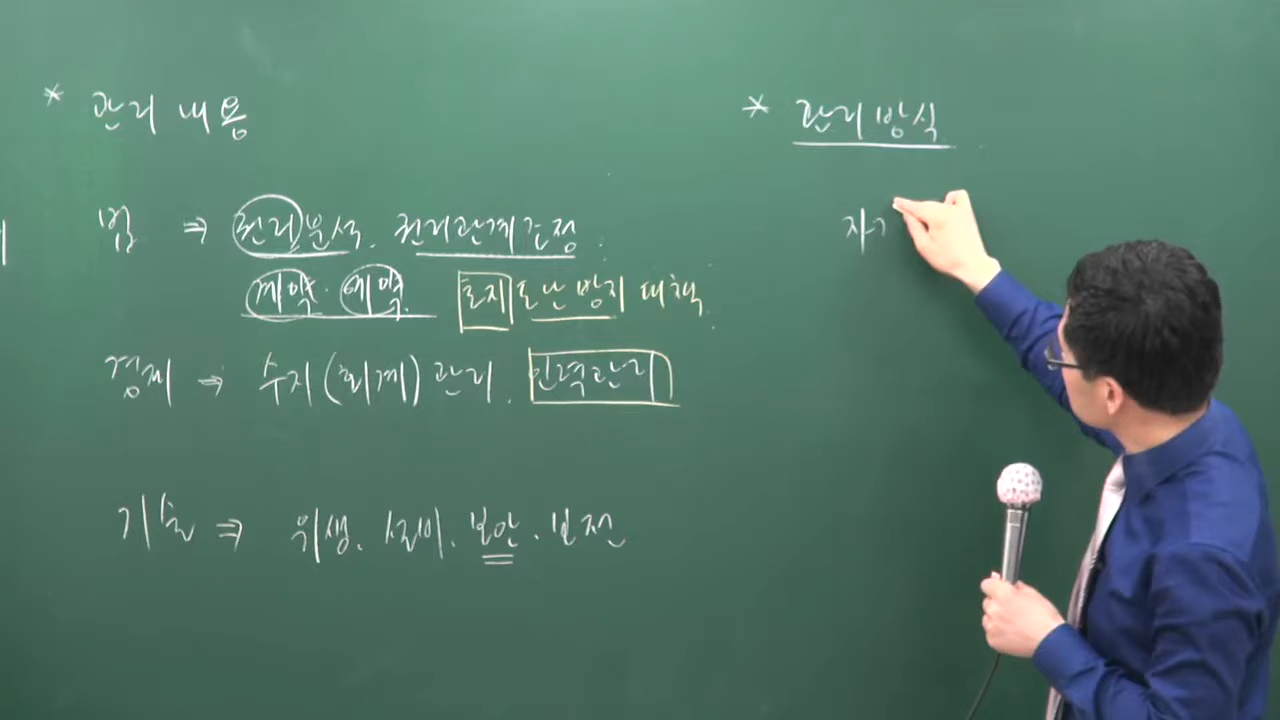 * 관리 내용
법 ⇒ 권리분석. 권리관계조정.
계약. 예약. 토지도난방지대책
경제 ⇒ 수지(회계)관리. 인력관리
기술 ⇒ 위생. 설비. 보안. 보전
* 관리방식